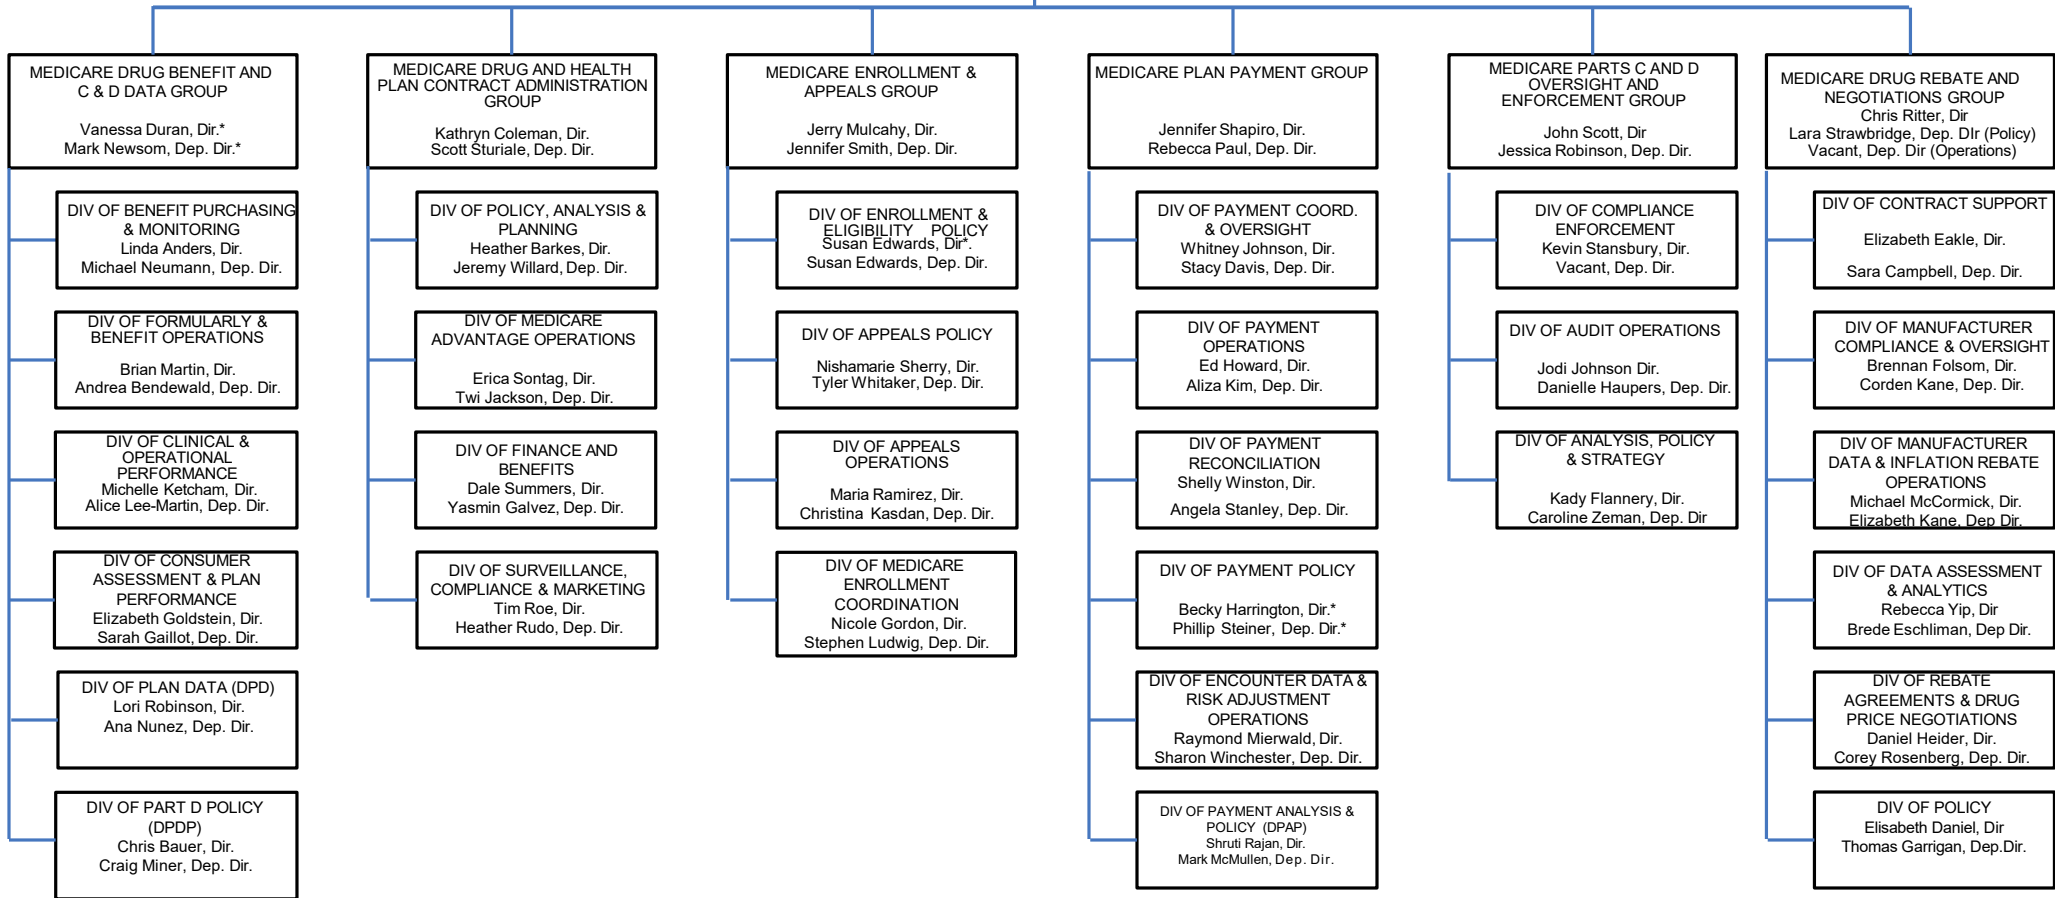 MEDICARE DRUG BENEFIT AND
C & D DATA GROUP
Vanessa Duran, Dir.*
Mark Newsom, Dep. Dir.*
DIV OF BENEFIT PURCHASING
& MONITORING
Linda Anders, Dir.
Michael Neumann, Dep. Dir.
DIV OF FORMULARLY &
BENEFIT OPERATIONS
Brian Martin, Dir.
Andrea Bendewald, Dep. Dir.
DIV OF CLINICAL &
OPERATIONAL
PERFORMANCE
Michelle Ketcham, Dir.
Alice Lee-Martin, Dep. Dir.
DIV OF CONSUMER
ASSESSMENT & PLAN
PERFORMANCE
Elizabeth Goldstein, Dir.
Sarah Gaillot, Dep. Dir.
DIV OF PLAN DATA (DPD)
Lori Robinson, Dir.
Ana Nunez, Dep. Dir.
DIV OF PART D POLICY
(DPDP)
Chris Bauer, Dir.
Craig Miner, Dep. Dir.
MEDICARE DRUG AND HEALTH
PLAN CONTRACT ADMINISTRATION
GROUP
Kathryn Coleman, Dir.
Scott Sturiale, Dep. Dir.
DIV OF POLICY, ANALYSIS &
PLANNING
Heather Barkes, Dir.
Jeremy Willard, Dep. Dir.
DIV OF MEDICARE
ADVANTAGE OPERATIONS
Erica Sontag, Dir.
Twi Jackson, Dep. Dir.
DIV OF FINANCE AND
BENEFITS
Dale Summers, Dir.
Yasmin Galvez, Dep. Dir.
DIV OF SURVEILLANCE,
COMPLIANCE & MARKETING
Tim Roe, Dir.
Heather Rudo, Dep. Dir.
MEDICARE ENROLLMENT &
APPEALS GROUP
Jerry Mulcahy, Dir.
Jennifer Smith, Dep. Dir.
DIV OF ENROLLMENT &
ELIGIBILITY POLICY
Susan Edwards, Dir*.
Susan Edwards, Dep. Dir.
DIV OF APPEALS POLICY
Nishamarie Sherry, Dir.
Tyler Whitaker, Dep. Dir.
DIV OF APPEALS
OPERATIONS
Maria Ramirez, Dir.
Christina Kasdan, Dep. Dir.
DIV OF MEDICARE
ENROLLMENT
COORDINATION
Nicole Gordon, Dir.
Stephen Ludwig, Dep. Dir.
MEDICARE PLAN PAYMENT GROUP
Jennifer Shapiro, Dir.
Rebecca Paul, Dep. Dir.
DIV OF PAYMENT COORD.
& OVERSIGHT
Whitney Johnson, Dir.
Stacy Davis, Dep. Dir.
DIV OF PAYMENT
OPERATIONS
Ed Howard, Dir.
Aliza Kim, Dep. Dir.
DIV OF PAYMENT
RECONCILIATION
Shelly Winston, Dir.
Angela Stanley, Dep. Dir.
DIV OF PAYMENT POLICY
Becky Harrington, Dir.*
Phillip Steiner, Dep. Dir.*
DIV OF ENCOUNTER DATA &
RISK ADJUSTMENT
OPERATIONS
Raymond Mierwald, Dir.
Sharon Winchester, Dep. Dir.
DIV OF PAYMENT ANALYSIS &
POLICY (DPAP)
Shruti Rajan, Dir.
Mark McMullen, Dep. Dir.
MEDICARE PARTS C AND D
OVERSIGHT AND
ENFORCEMENT GROUP
John Scott, Dir
Jessica Robinson, Dep. Dir.
DIV OF COMPLIANCE
ENFORCEMENT
Kevin Stansbury, Dir.
Vacant, Dep. Dir.
DIV OF AUDIT OPERATIONS
Jodi Johnson Dir.
Danielle Haupers, Dep. Dir.
DIV OF ANALYSIS, POLICY
& STRATEGY
Kady Flannery, Dir.
Caroline Zeman, Dep. Dir
MEDICARE DRUG REBATE AND
NEGOTIATIONS GROUP
Chris Ritter, Dir
Lara Strawbridge, Dep. DIr (Policy)
Vacant, Dep. Dir (Operations)
DIV OF CONTRACT SUPPORT
Elizabeth Eakle, Dir.
Sara Campbell, Dep. Dir.
DIV OF MANUFACTURER
COMPLIANCE & OVERSIGHT
Brennan Folsom, Dir.
Corden Kane, Dep. Dir.
DIV OF MANUFACTURER
DATA & INFLATION REBATE
OPERATIONS
Michael McCormick, Dir.
Elizabeth Kane, Dep Dir.
DIV OF DATA ASSESSMENT
& ANALYTICS
Rebecca Yip, Dir
Brede Eschliman, Dep Dir.
DIV OF REBATE
AGREEMENTS & DRUG
PRICE NEGOTIATIONS
Daniel Heider, Dir.
Corey Rosenberg, Dep. Dir.
DIV OF POLICY
Elisabeth Daniel, Dir
Thomas Garrigan, Dep.Dir.